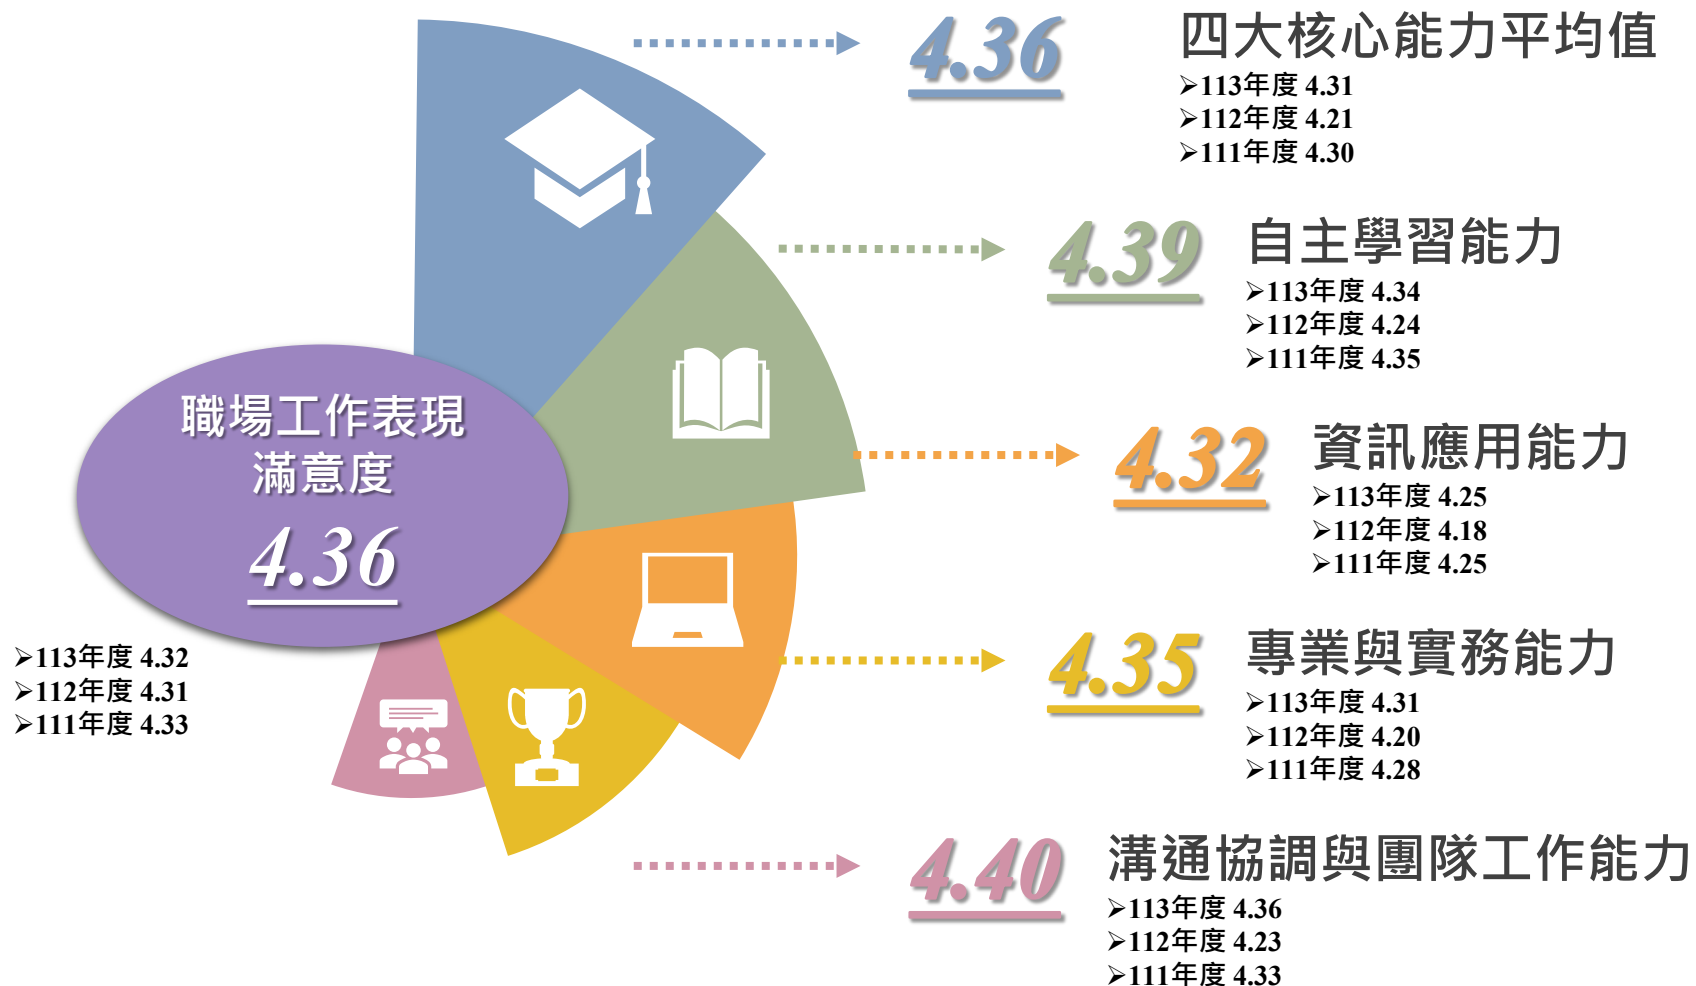 4.36
四大核心能力平均值
➢113年度 4.31
➢112年度 4.21
➢111年度 4.30
4.39
自主學習能力
➢113年度 4.34
➢112年度 4.24
➢111年度 4.35
職場工作表現
滿意度
4.36
➢113年度 4.32
➢112年度 4.31
➢111年度 4.33
4.32
資訊應用能力
➢113年度 4.25
➢112年度 4.18
➢111年度 4.25
4.35
專業與實務能力
➢113年度 4.31
➢112年度 4.20
➢111年度 4.28
4.40
溝通協調與團隊工作能力
➢113年度 4.36
➢112年度 4.23
➢111年度 4.33